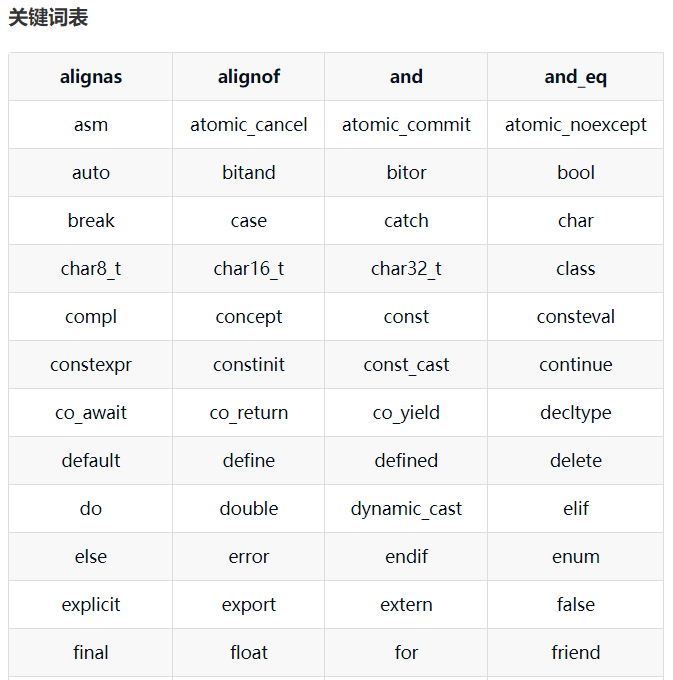 关键词表
alignas alignof and and_eq
asm atomic_cancel atomic_commit atomic_noexcept
auto bitand bitor bool
break case catch char
char8_t char16_t char32_t class
compl concept const consteval
constexpr constinit const_cast continue
co_await co_return co_yield decltype
default define defined delete
do double dynamic_cast elif
else error endif enum
explicit export extern false
final float for friend